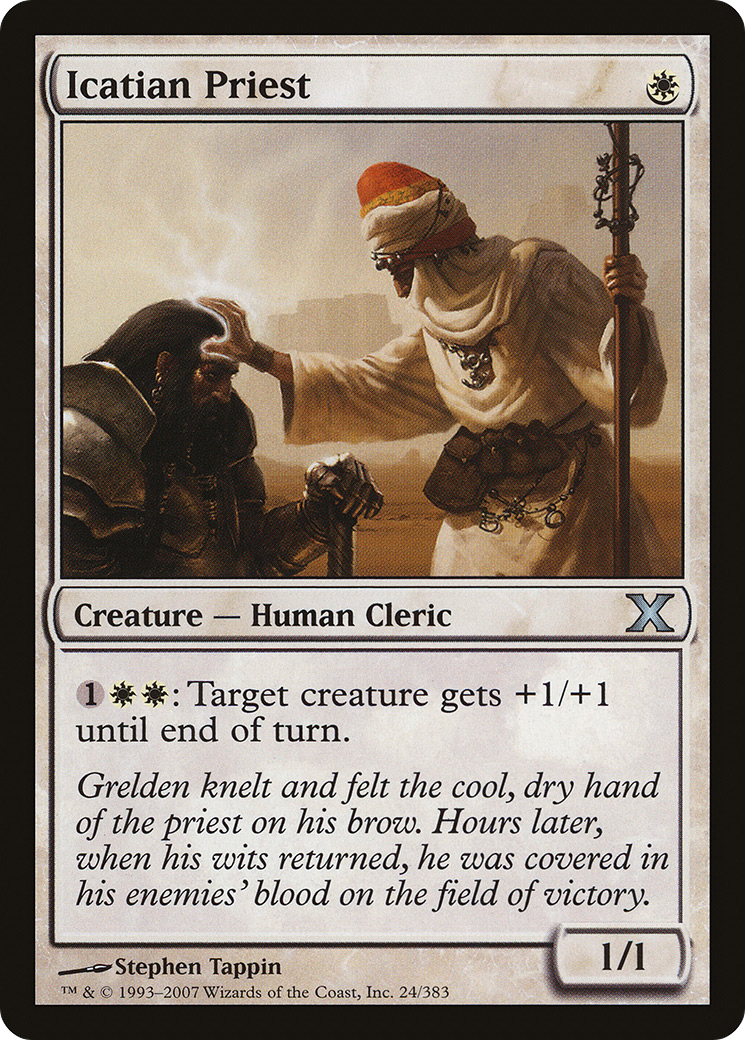 Icatian Priest
Creature — Human Cleric
1: Target creature gets +1/+1
until end of turn.
Grelden knelt and felt the cool, dry hand
of the priest on his brow. Hours later,
when his wits returned, he was covered in
his enemies' blood on the field of victory.
1/1
Stephen Tappin
™ & © 1993–2007 Wizards of the Coast, Inc. 24/383